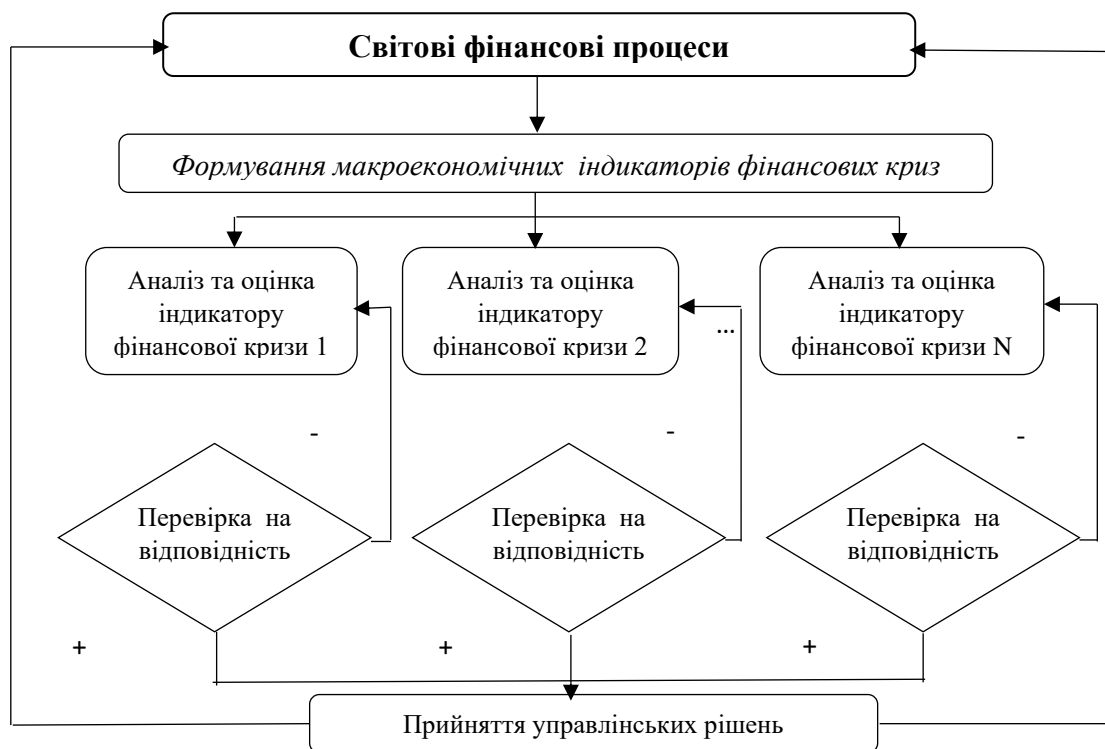 Світові фінансові процеси
Формування макроекономічних індикаторів фінансових криз
Аналіз та оцінка
індикатору
фінансової кризи 1
Аналіз та оцінка
індикатору
фінансової кризи 2
...
Аналіз та оцінка
індикатору
фінансової кризи N
-
-
-
Перевірка на
відповідність
Перевірка на
відповідність
Перевірка на
відповідність
+
+
+
Прийняття управлінських рішень